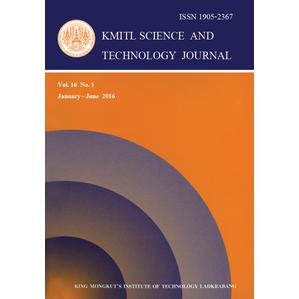 ISSN 1905-2367
KMITL SCIENCE AND
TECHNOLOGY JOURNAL
Vol. 16 No. 1
January - June 2016
KING MONGKUT'S INSTITUTE OF TECHNOLOGY LADKRABANG